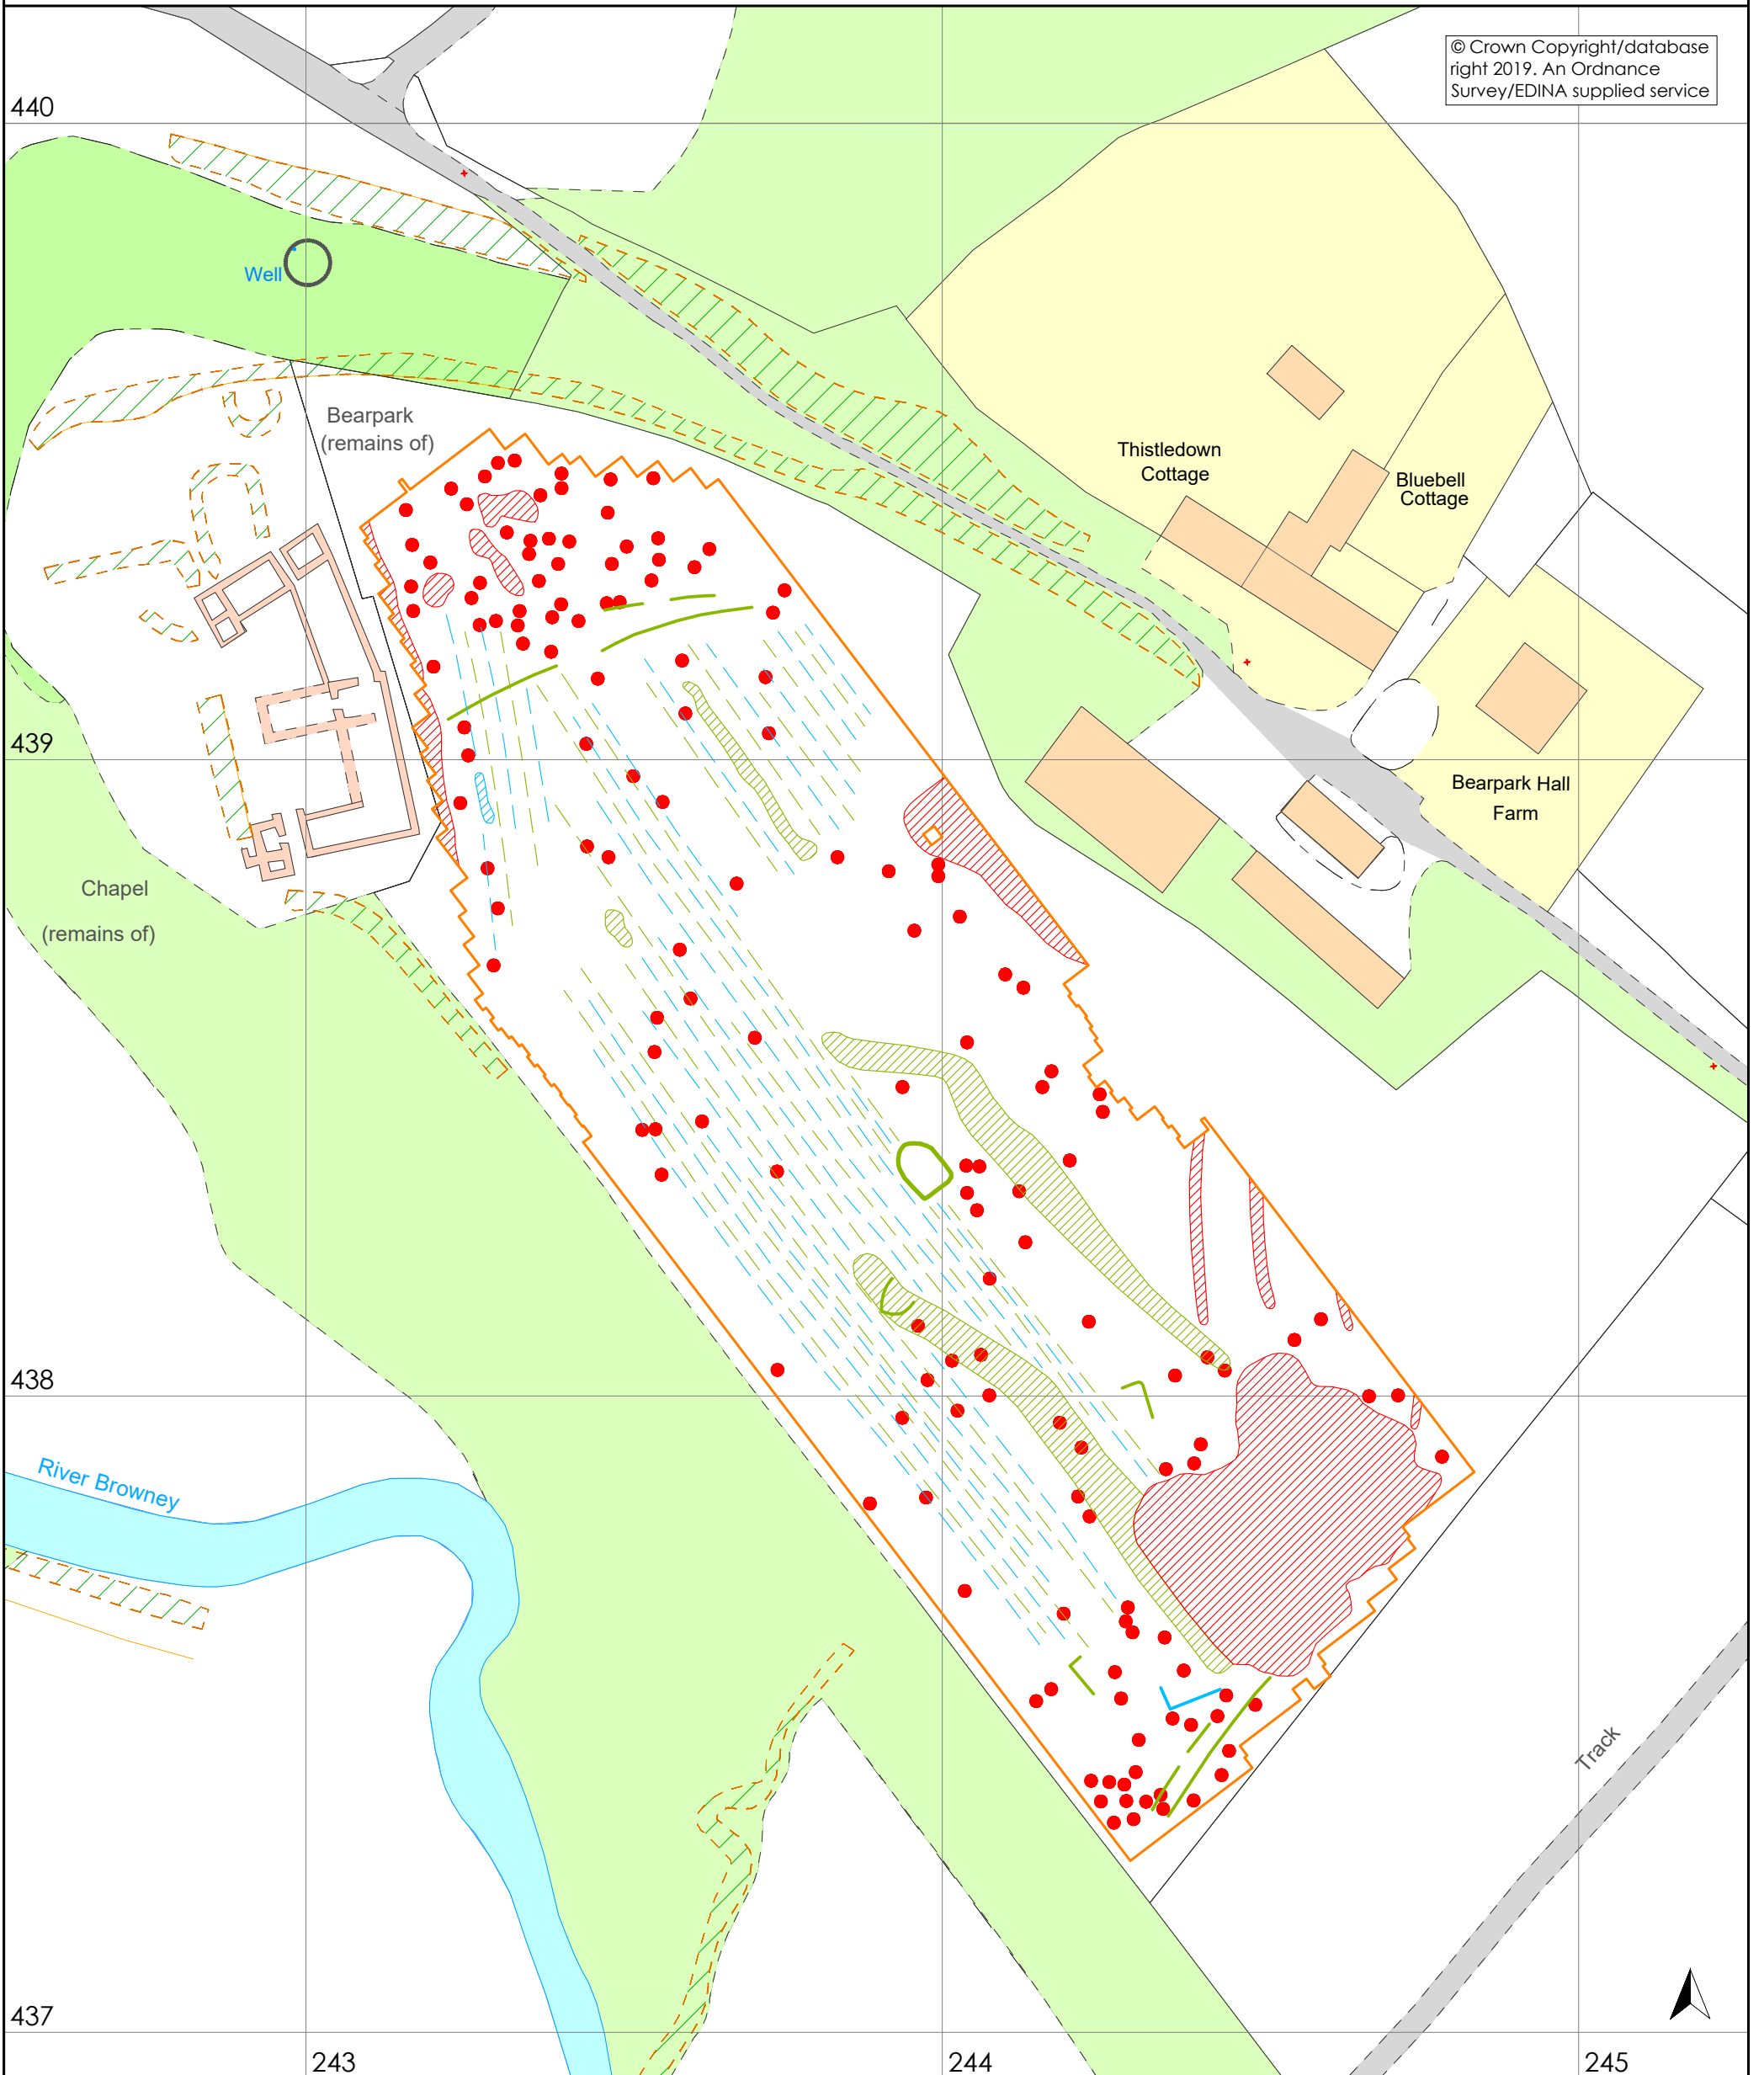 © Crown Copyright/database
right 2019. An Ordnance
Survey/EDINA supplied service
440
Well
Bearpark
(remains of)
Thistledown
Cottage
Bluebell
Cottage
439
Bearpark Hall
Farm
Chapel
(remains of)
438
River Browney
Track
437
243
244
245